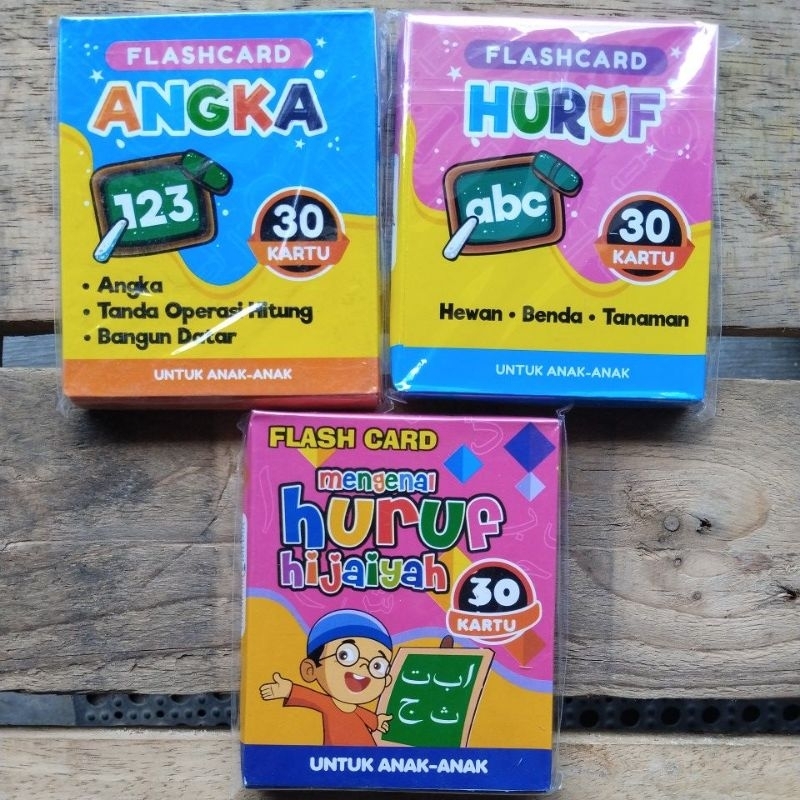 FLASHCARD
ANGKA
123
30
KARTU
• Angka
• Tanda Operasi Hitung
• Bangun Datar
UNTUK ANAK-ANAK
FLASHCARD
HURUF
abc
30
KARTU
Hewan • Benda • Tanaman
UNTUK ANAK-ANAK
FLASH CARD
mengenal
huruf
hijaiyah
30
KARTU
ا ب ت
ث ج
UNTUK ANAK-ANAK